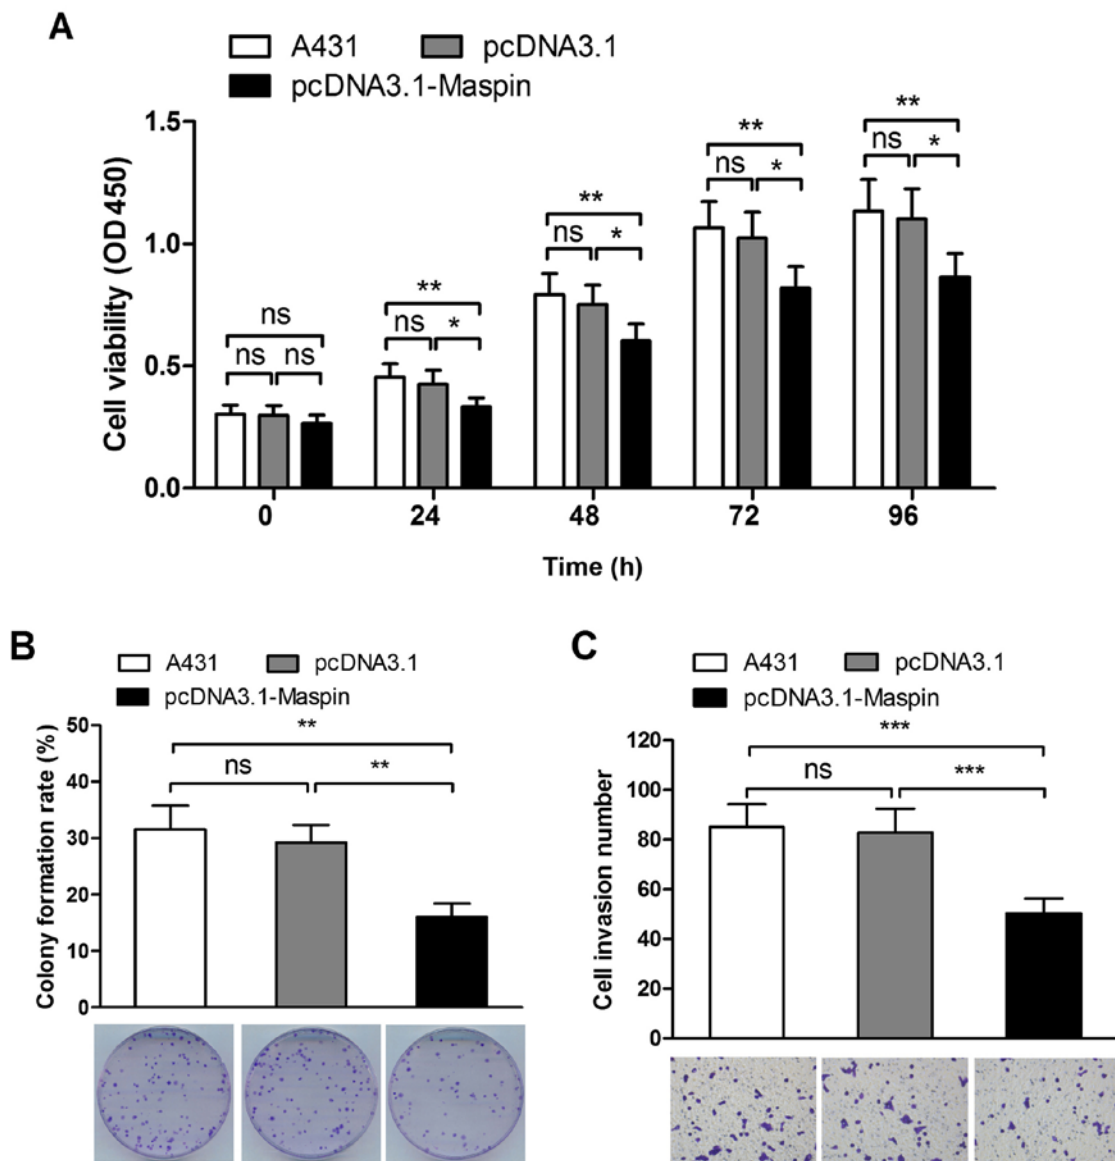 A
A431 pcDNA3.1
pcDNA3.1-Maspin
Cell viability (OD 450)
1.5
1.0
0.5
0.0
ns
ns ns
**
ns *
**
ns *
**
ns *
**
ns *
0 24 48 72 96
Time (h)
B
A431 pcDNA3.1
pcDNA3.1-Maspin
Colony formation rate (%)
50
40
30
20
10
0
**
ns **
C
A431 pcDNA3.1
pcDNA3.1-Maspin
Cell invasion number
120
100
80
60
40
20
0
***
ns ***